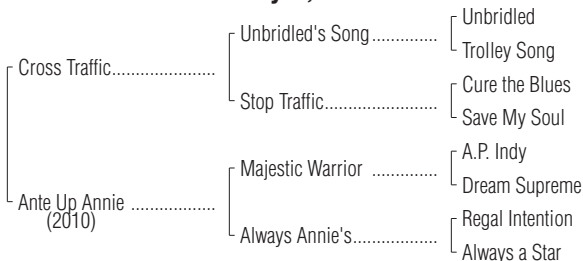 Unbridled
Unbridled's Song..............
Trolley Song
Cross Traffic......................
Cure the Blues
Stop Traffic........................
Save My Soul
A.P. Indy
Majestic Warrior ..............
Dream Supreme
Ante Up Annie ..................
(2010)
Regal Intention
Always Annie's..................
Always a Star